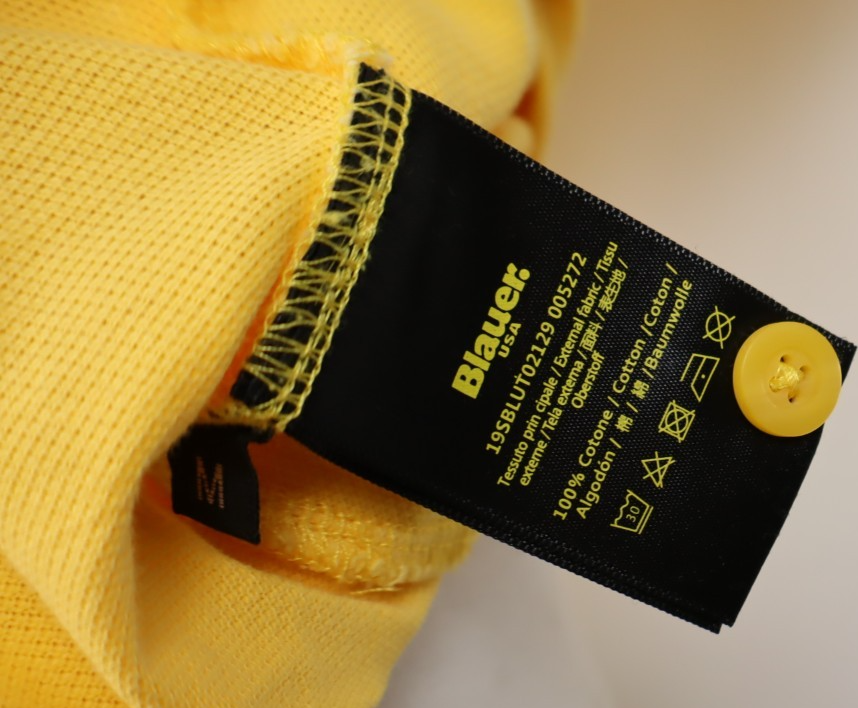 Blauer.
USA
19SBLUT02129 005272
Tessuto prin cipale / External fabric / Tissu
externe / Tela externa / 面料 / 表生地 /
Oberstoff
100% Cotone / Cotton /Coton /
Algodón / 棉 / 綿 /Baumwolle
30